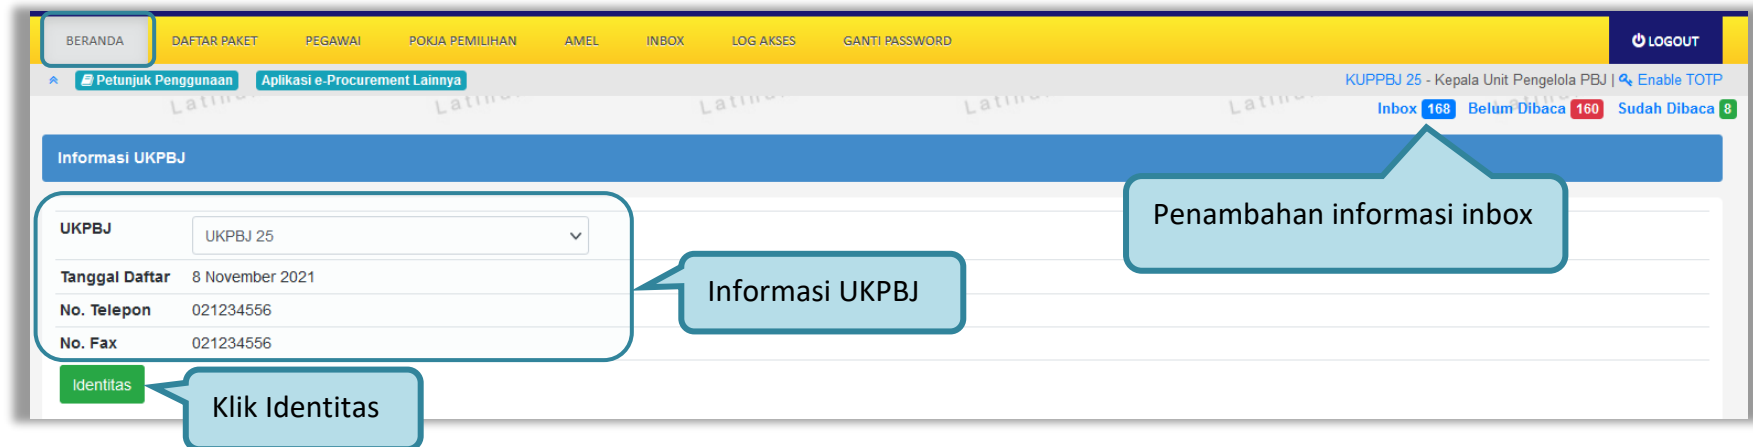 BERANDA DAFTAR PAKET PEGAWAI POKJA PEMILIHAN AMEL INBOX LOG AKSES GANTI PASSWORD LOGOUT
Petunjuk Penggunaan Aplikasi e-Procurement Lainnya KUPPBJ 25 - Kepala Unit Pengelola PBJ | Enable TOTP
Inbox 168 Belum Dibaca 160 Sudah Dibaca 8
Informasi UKPBJ
Penambahan informasi inbox
UKPBJ UKPBJ 25
Tanggal Daftar 8 November 2021
Informasi UKPBJ
No. Telepon 021234556
No. Fax 021234556
Identitas
Klik Identitas